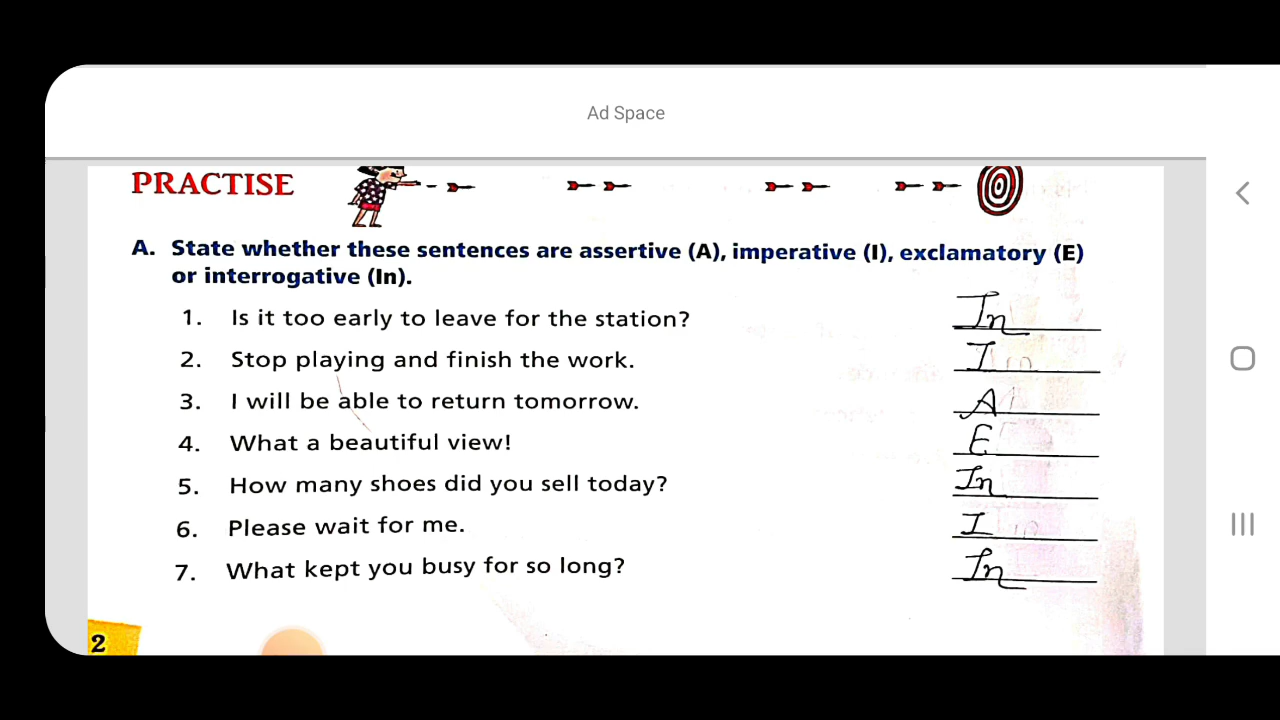 Ad Space
PRACTISE
A. State whether these sentences are assertive (A), imperative (I), exclamatory (E)
or interrogative (In).
1. Is it too early to leave for the station? In
2. Stop playing and finish the work. I
3. I will be able to return tomorrow. A
4. What a beautiful view! E
5. How many shoes did you sell today? In
6. Please wait for me. I
7. What kept you busy for so long? In
2